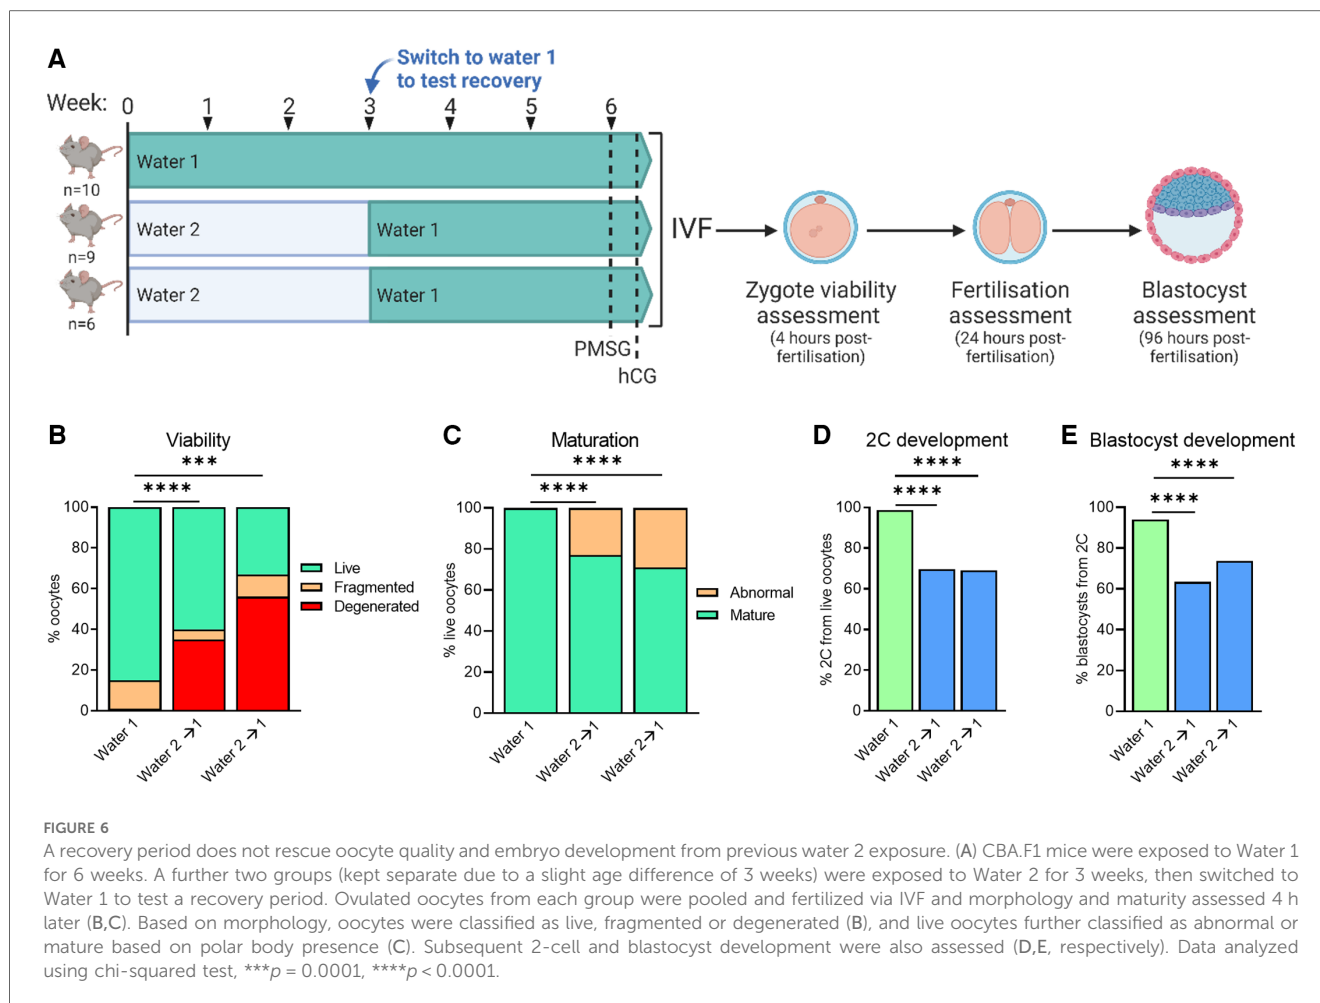 A
Switch to water 1
to test recovery
Week: 0 1 2 3 4 5 6
Water 1
n=10
Water 2 Water 1
n=9
Water 2 Water 1
n=6
PMSG
hCG
IVF
Zygote viability
assessment
(4 hours post-
fertilisation)
Fertilisation
assessment
(24 hours post-
fertilisation)
Blastocyst
assessment
(96 hours post-
fertilisation)
B
Viability
***
****
% oocytes
100
80
60
40
20
0
Water 1
Water 2 → 1
Water 2 → 1
Live
Fragmented
Degenerated
C
Maturation
****
****
% live oocytes
100
80
60
40
20
0
Water 1
Water 2 → 1
Water 2→ 1
Abnormal
Mature
D
2C development
****
****
% 2C from live oocytes
100
80
60
40
20
0
Water 1
Water 2 → 1
Water 2 → 1
E
Blastocyst development
****
****
% blastocysts from 2C
100
80
60
40
20
0
Water 1
Water 2 → 1
Water 2 → 1
FIGURE 6
A recovery period does not rescue oocyte quality and embryo development from previous water 2 exposure. (A) CBA.F1 mice were exposed to Water 1
for 6 weeks. A further two groups (kept separate due to a slight age difference of 3 weeks) were exposed to Water 2 for 3 weeks, then switched to
Water 1 to test a recovery period. Ovulated oocytes from each group were pooled and fertilized via IVF and morphology and maturity assessed 4 h
later (B,C). Based on morphology, oocytes were classified as live, fragmented or degenerated (B), and live oocytes further classified as abnormal or
mature based on polar body presence (C). Subsequent 2-cell and blastocyst development were also assessed (D,E, respectively). Data analyzed
using chi-squared test, ***p = 0.0001, ****p < 0.0001.